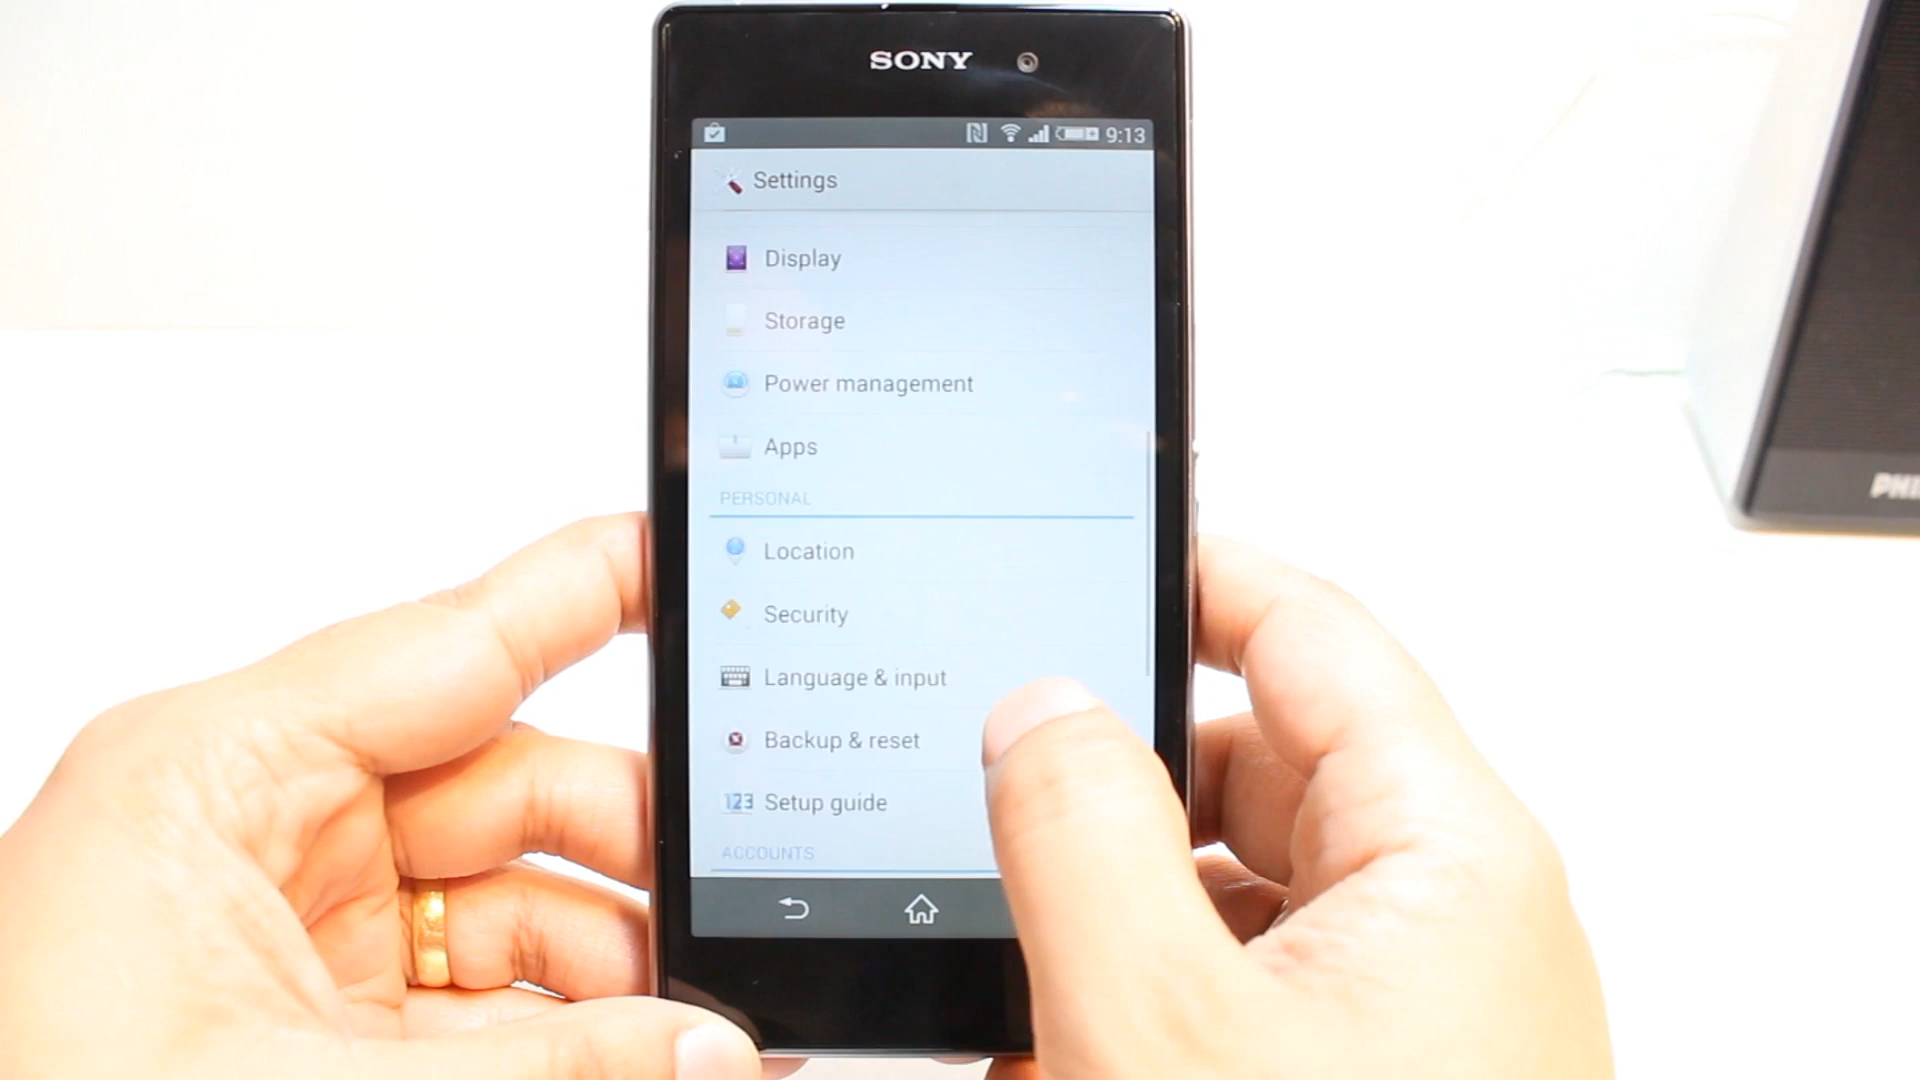 SONY
9:13
Settings
Display
Storage
Power management
Apps
PERSONAL
Location
Security
Language & input
Backup & reset
123 Setup guide
ACCOUNTS
PHI